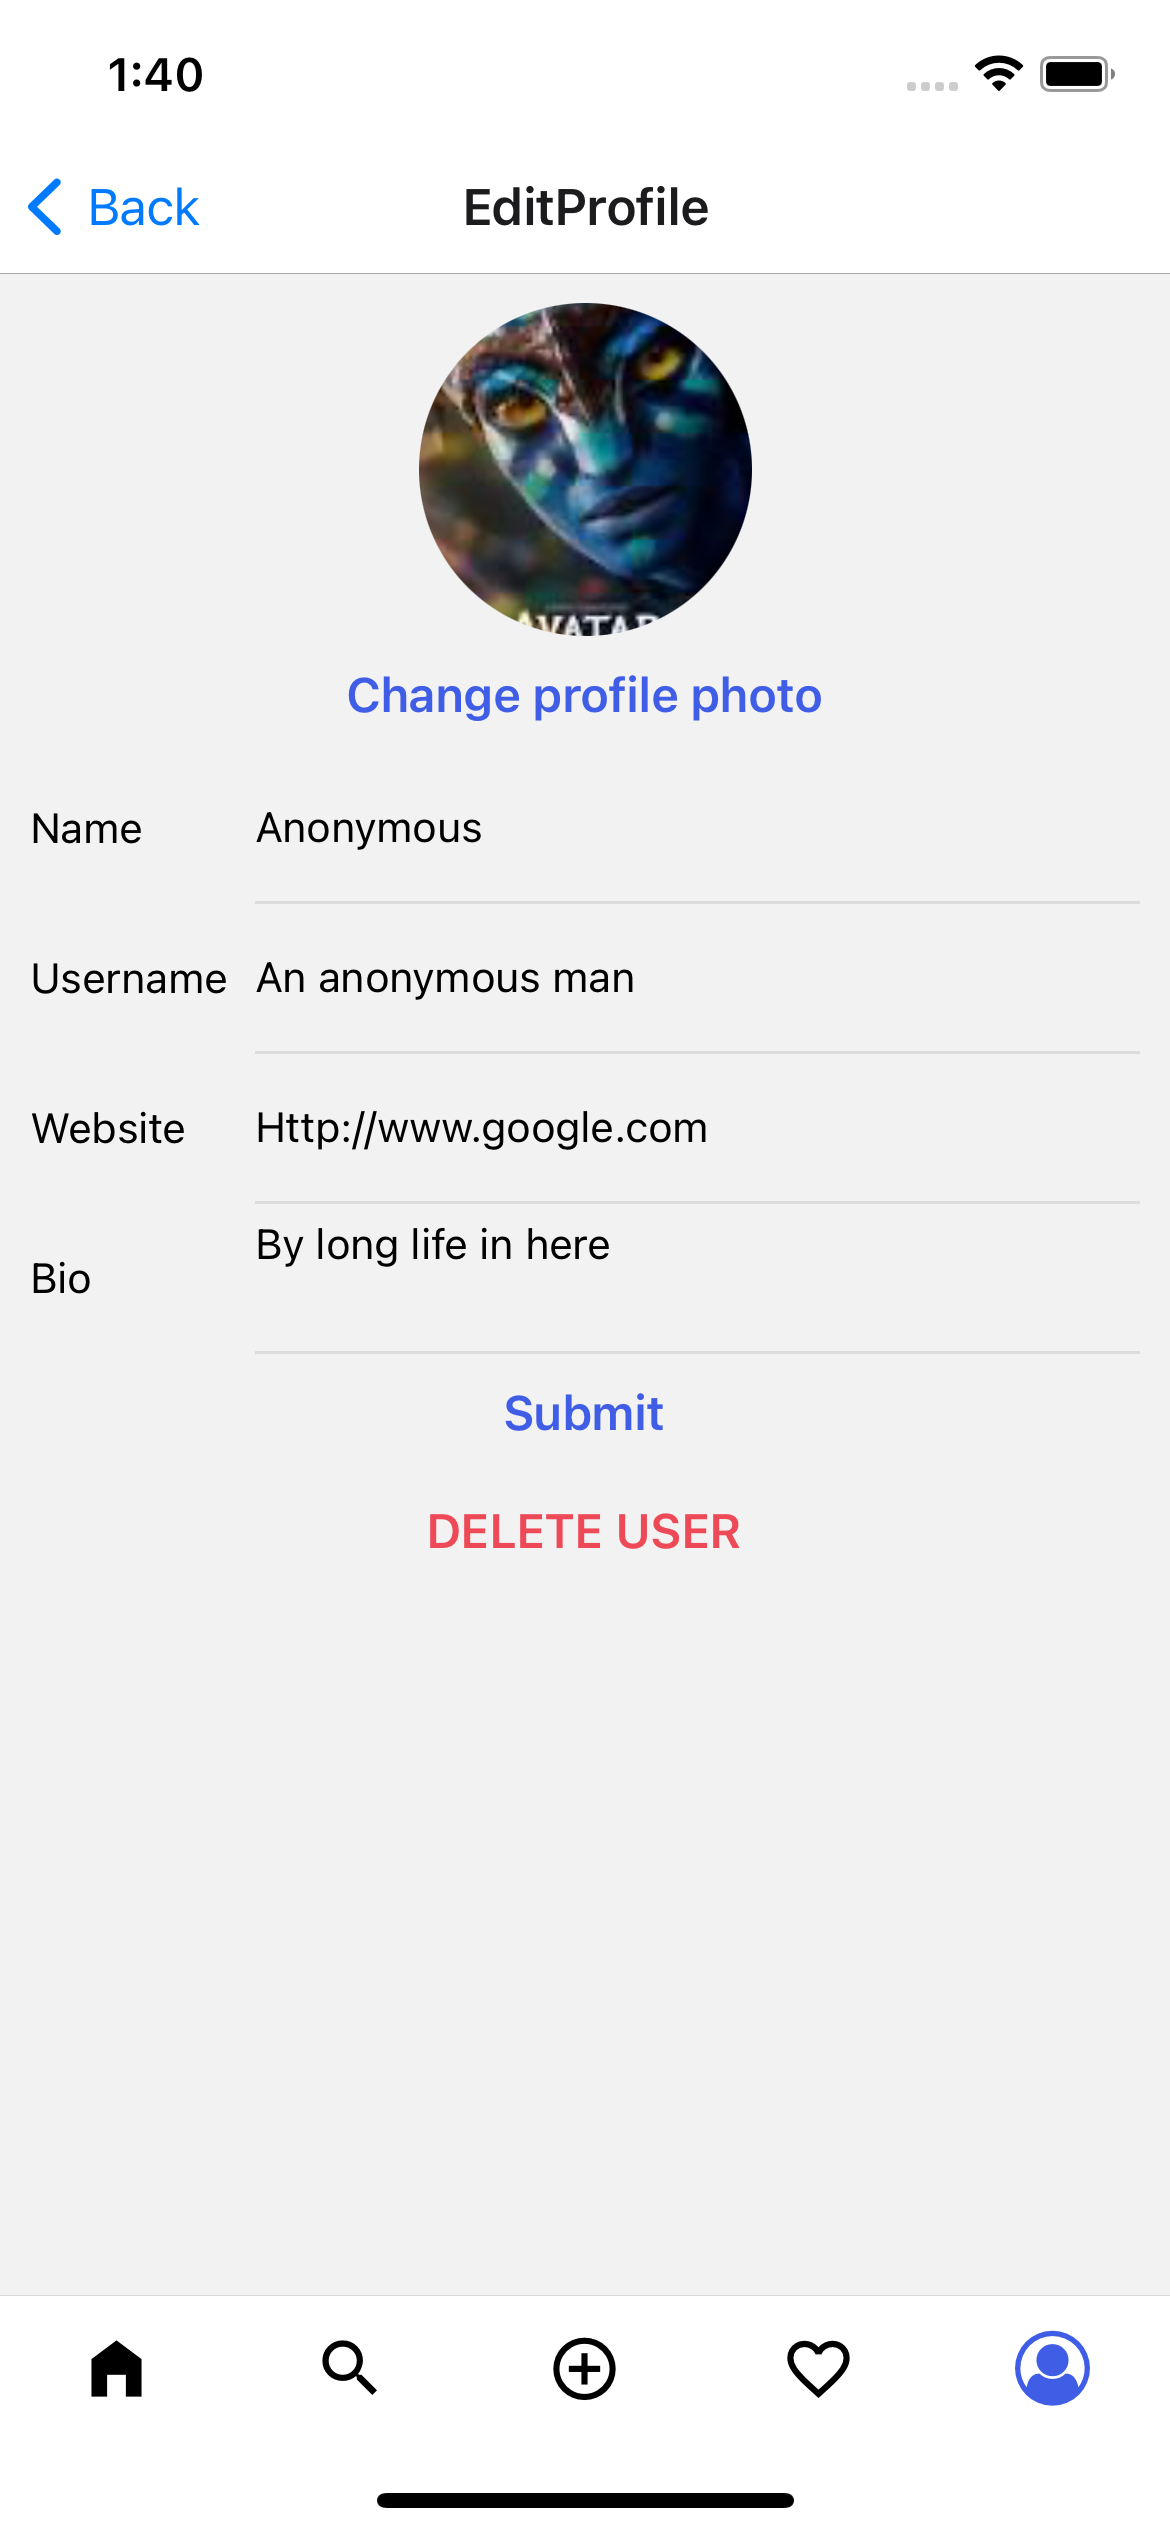 1:40
Back
EditProfile
AVATAR
Change profile photo
Name Anonymous
Username An anonymous man
Website Http://www.google.com
Bio By long life in here
Submit
DELETE USER